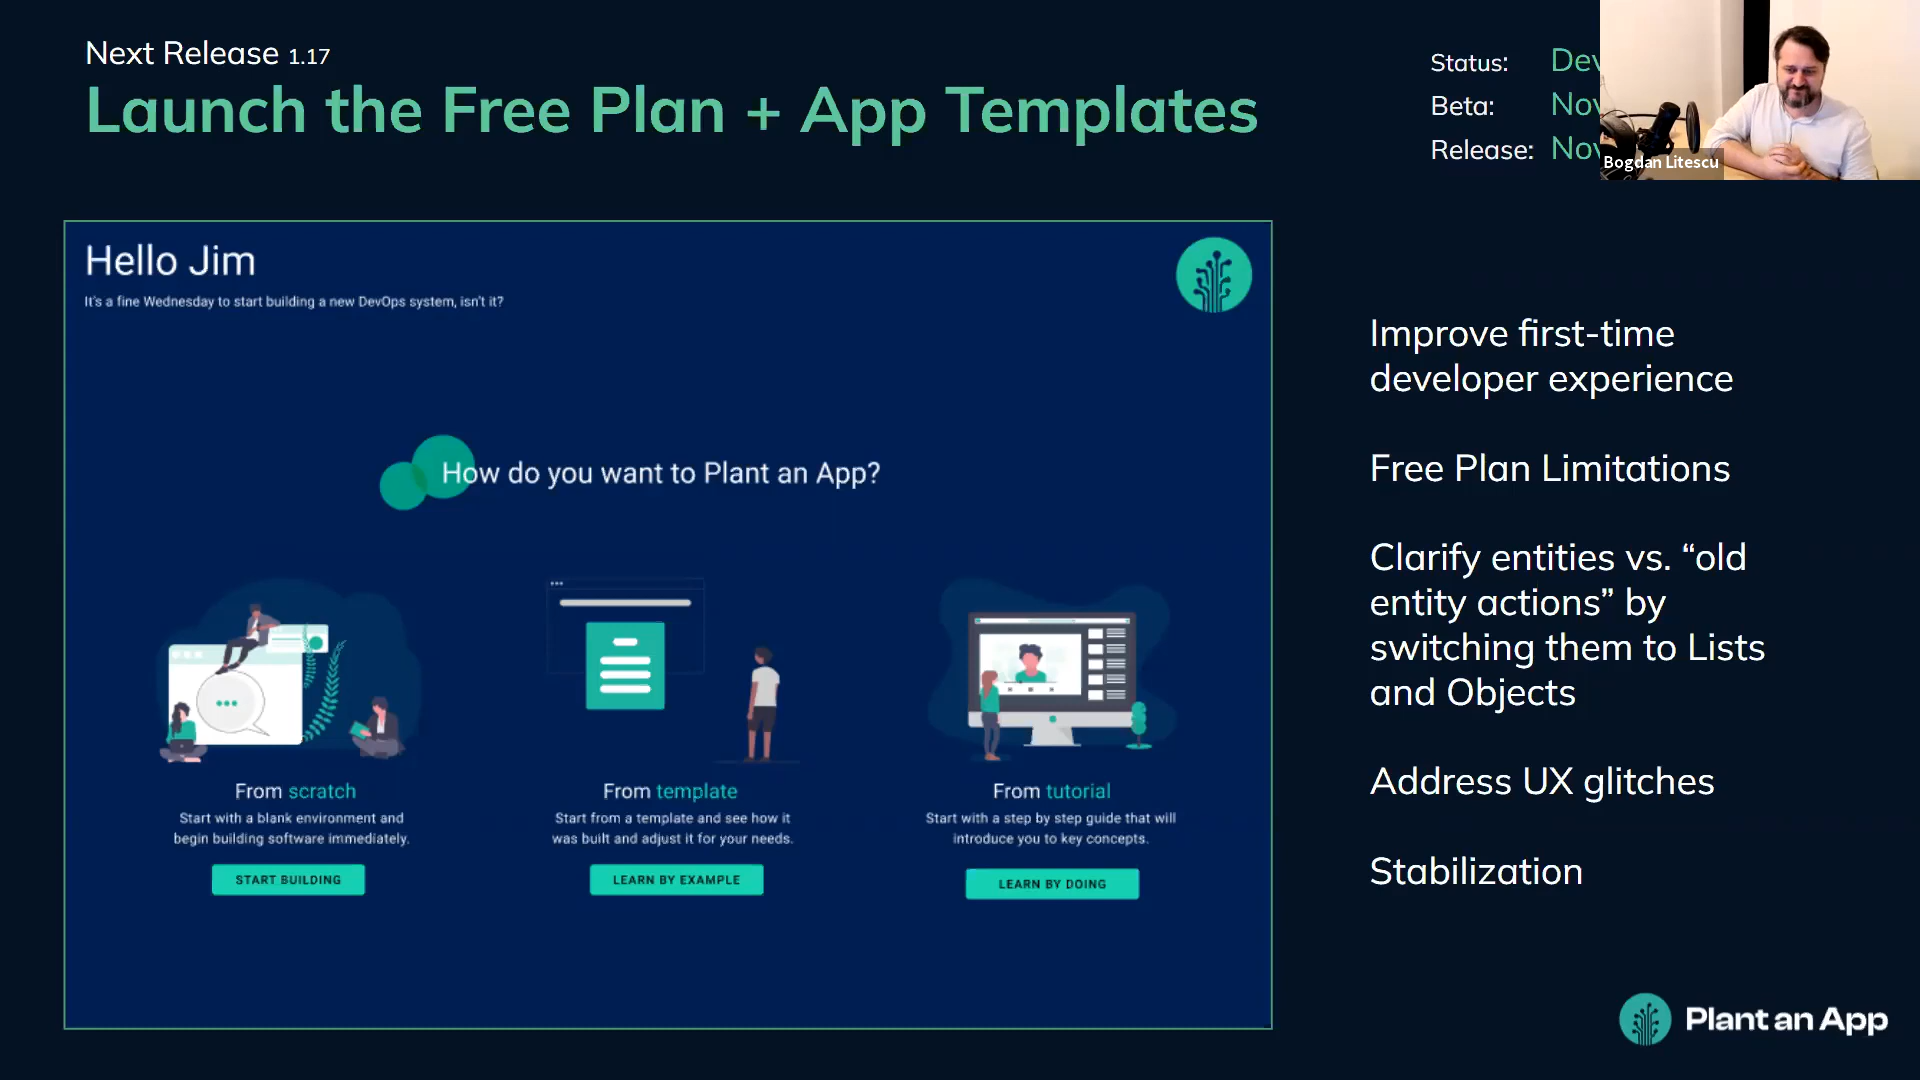 Next Release 1.17
Launch the Free Plan + App Templates
Status:
Beta:
Release:
Bogdan Litescu
Hello Jim
It's a fine Wednesday to start building a new DevOps system, isn't it?
How do you want to Plant an App?
From scratch
Start with a blank environment and
begin building software immediately.
START BUILDING
From template
Start from a template and see how it
was built and adjust it for your needs.
LEARN BY EXAMPLE
From tutorial
Start with a step by step guide that will
introduce you to key concepts.
LEARN BY DOING
Improve first-time
developer experience
Free Plan Limitations
Clarify entities vs. “old
entity actions” by
switching them to Lists
and Objects
Address UX glitches
Stabilization
Plant an App